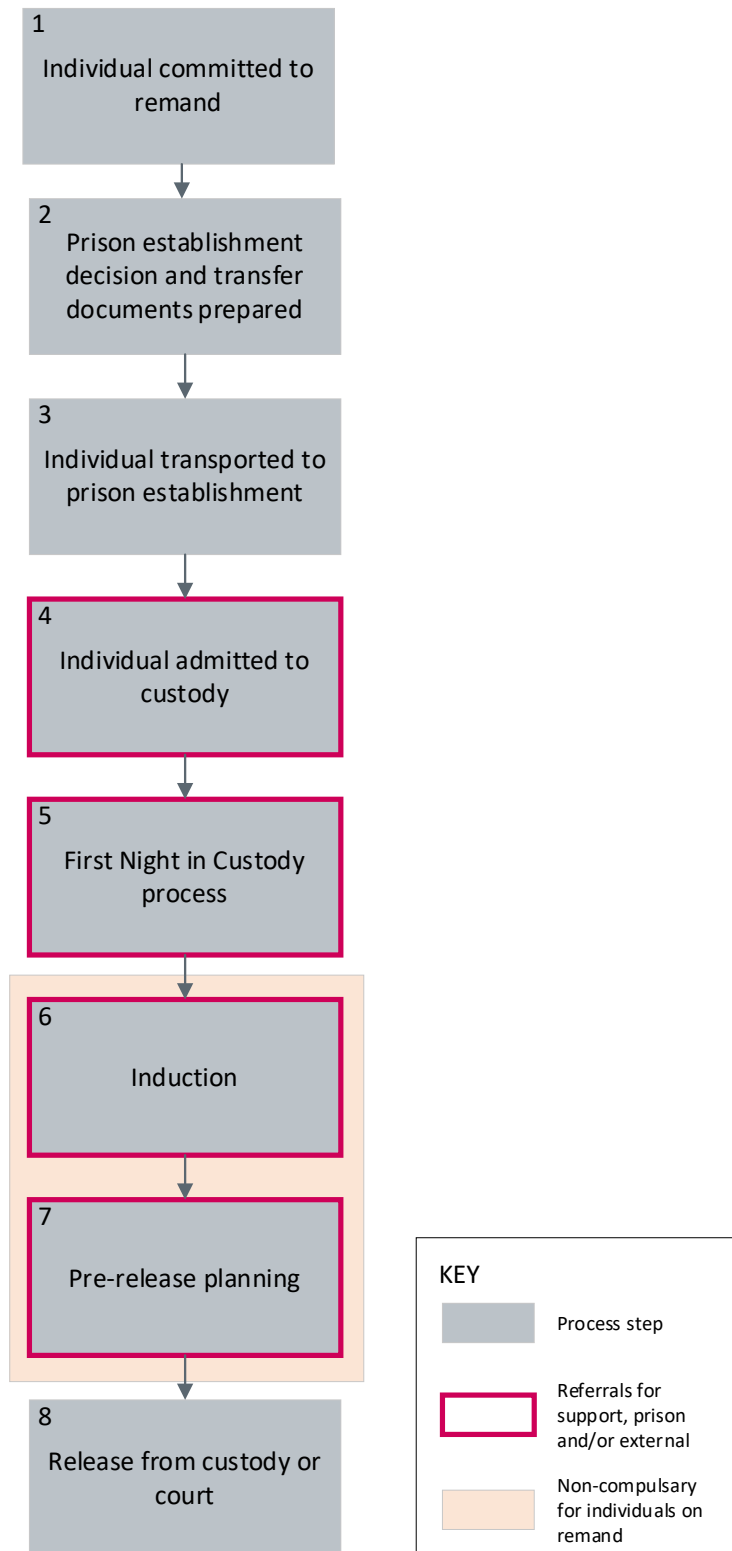 1
Individual committed to
remand
2
Prison establishment
decision and transfer
documents prepared
3
Individual transported to
prison establishment
4
Individual admitted to
custody
5
First Night in Custody
process
6
Induction
7
Pre-release planning
8
Release from custody or
court
KEY
Process step
Referrals for
support, prison
and/or external
Non-compulsary
for individuals on
remand